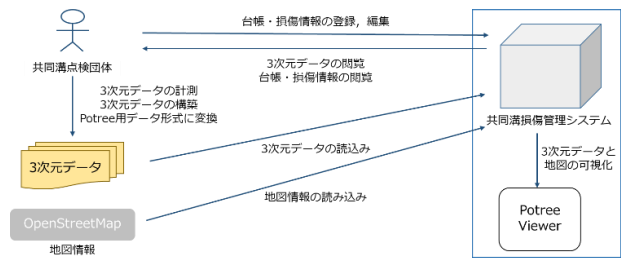 台帳・損傷情報の登録，編集
3次元データの閲覧
台帳・損傷情報の閲覧
共同溝点検団体
3次元データの計測
3次元データの構築
Potree用データ形式に変換
共同溝損傷管理システム
3次元データ
3次元データの読込み
3次元データと
地図の可視化
地図情報の読み込み
OpenStreetMap
地図情報
Potree
Viewer